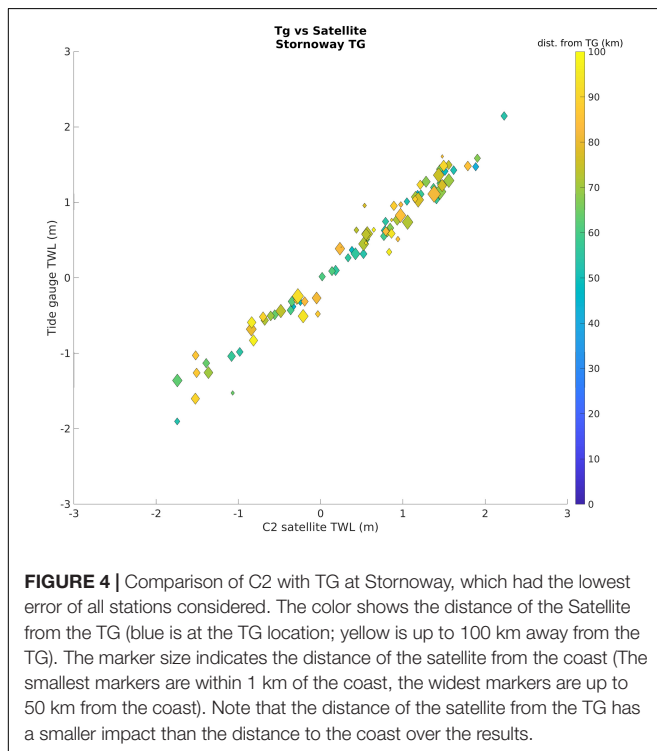 Tg vs Satellite
Stornoway TG
dist. from TG (km)
3
2
1
0
-1
-2
-3
Tide gauge TWL (m)
-3
-2
-1
0
1
2
3
C2 satellite TWL (m)
100
90
80
70
60
50
40
30
20
10
0
FIGURE 4 | Comparison of C2 with TG at Stornoway, which had the lowest
error of all stations considered. The color shows the distance of the Satellite
from the TG (blue is at the TG location; yellow is up to 100 km away from the
TG). The marker size indicates the distance of the satellite from the coast (The
smallest markers are within 1 km of the coast, the widest markers are up to
50 km from the coast). Note that the distance of the satellite from the TG has
a smaller impact than the distance to the coast over the results.